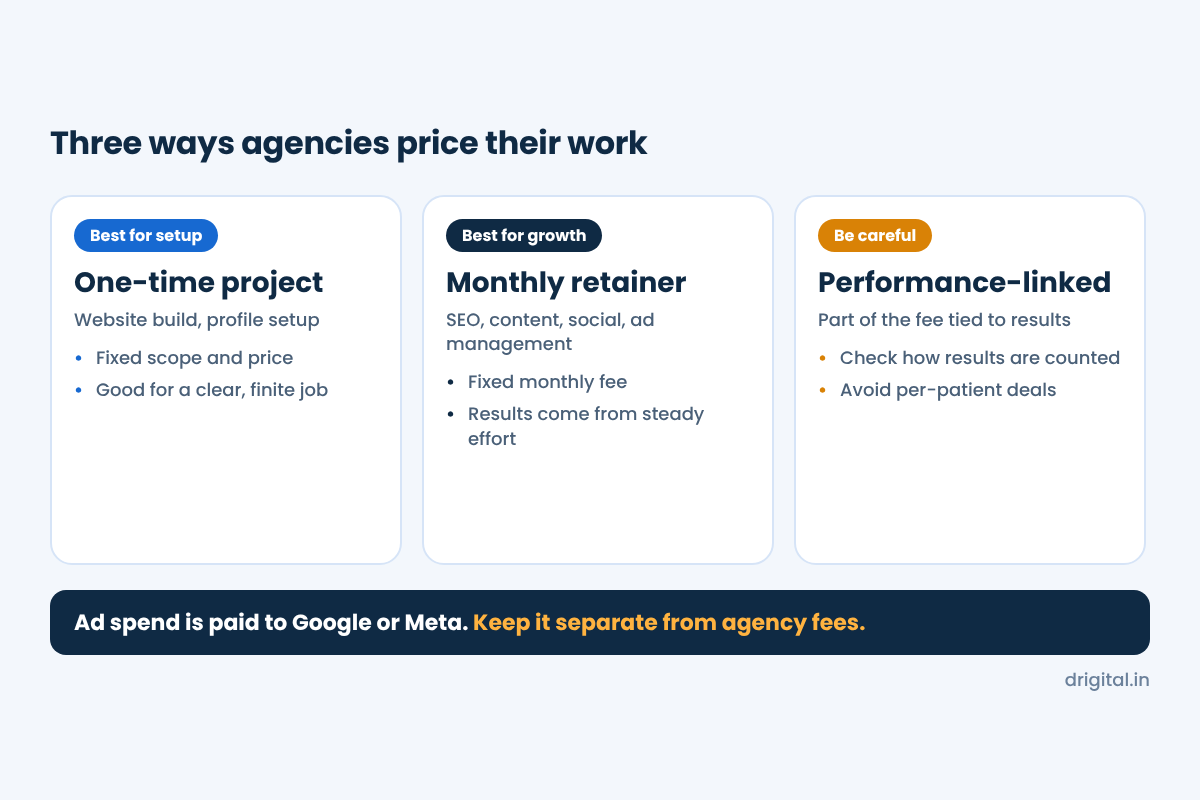 Three ways agencies price their work
Best for setup
One-time project
Website build, profile setup
• Fixed scope and price
• Good for a clear, finite job
Best for growth
Monthly retainer
SEO, content, social, ad
management
• Fixed monthly fee
• Results come from steady
effort
Be careful
Performance-linked
Part of the fee tied to results
• Check how results are counted
• Avoid per-patient deals
Ad spend is paid to Google or Meta. Keep it separate from agency fees.
drigital.in